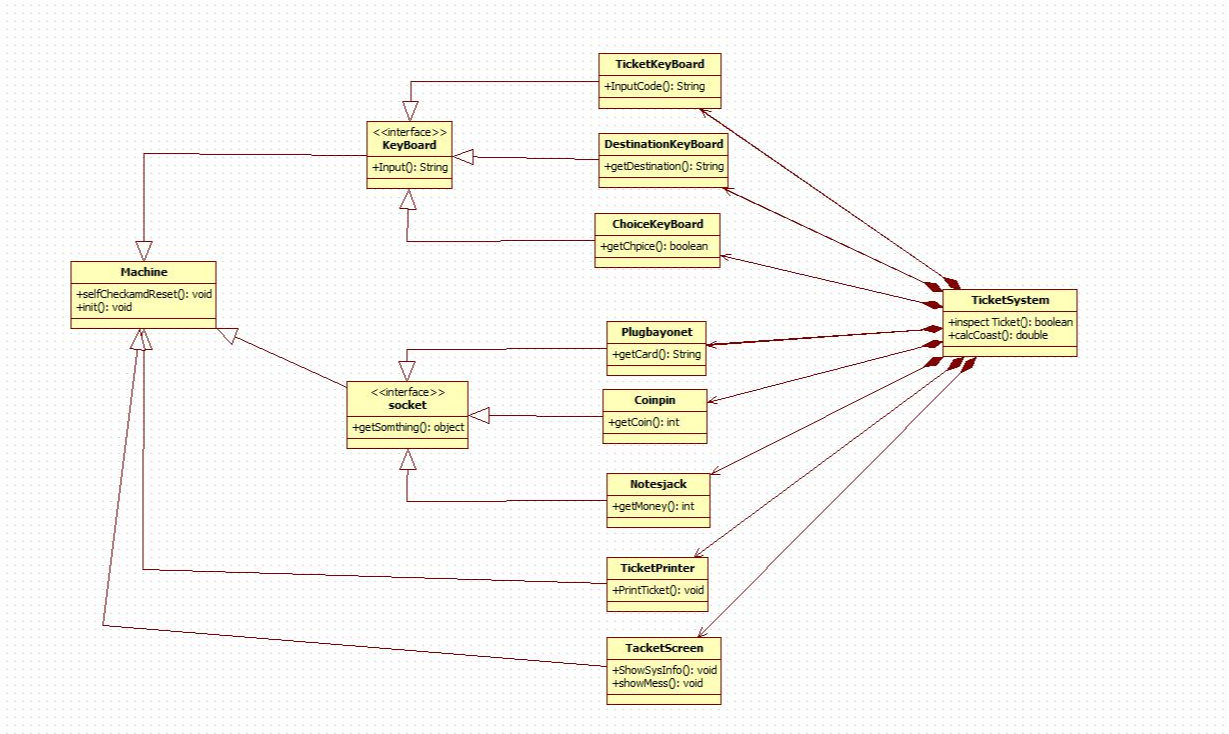 TicketKeyBoard
+InputCode(): String
<<interface>>
KeyBoard
+Input(): String
DestinationKeyBoard
+getDestination(): String
ChoiceKeyBoard
+getChpice(): boolean
Machine
+selfCheckamdReset(): void
+init(): void
TicketSystem
+inspect Ticket(): boolean
+calcCoast(): double
Plugbayonet
+getCard(): String
<<interface>>
socket
+getSomthing(): object
Coinpin
+getCoin(): int
Notesjack
+getMoney(): int
TicketPrinter
+PrintTicket(): void
TacketScreen
+ShowSysInfo(): void
+showMess(): void